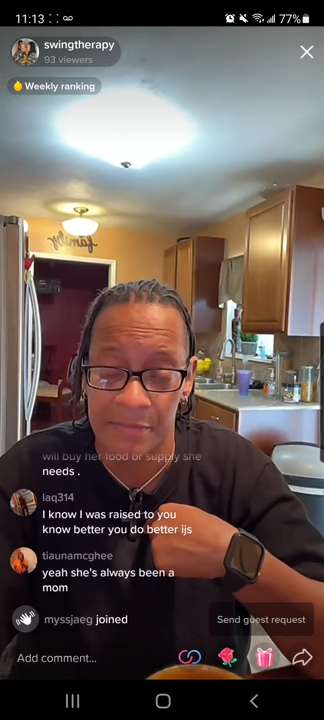 11:13
77%
swingtherapy
93 viewers
Weekly ranking
family
will buy her food or supply she
needs .
laq314
I know I was raised to you
know better you do better ijs
tiaunamcghee
yeah she's always been a
mom
myssjaeg joined
Send guest request
Add comment...